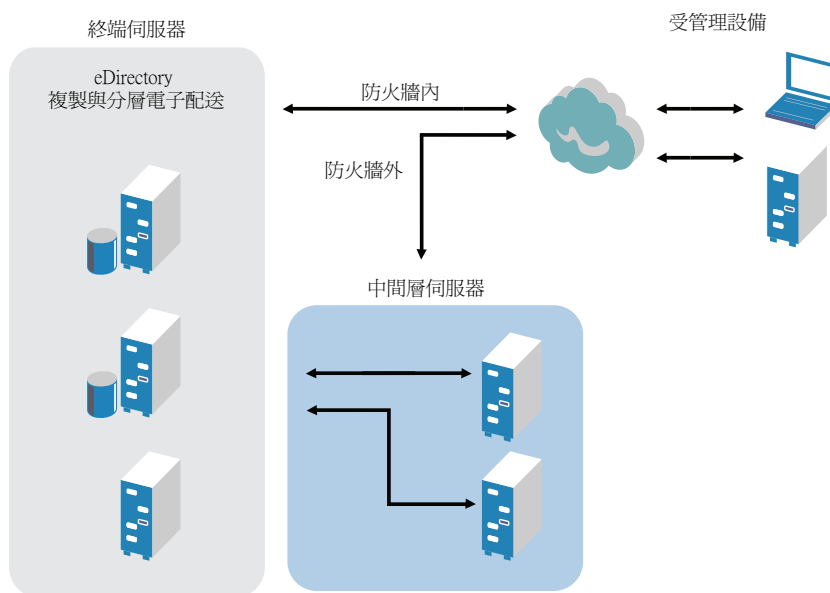 終端伺服器
受管理設備
eDirectory
複製與分層電子配送
防火牆內
防火牆外
中間層伺服器